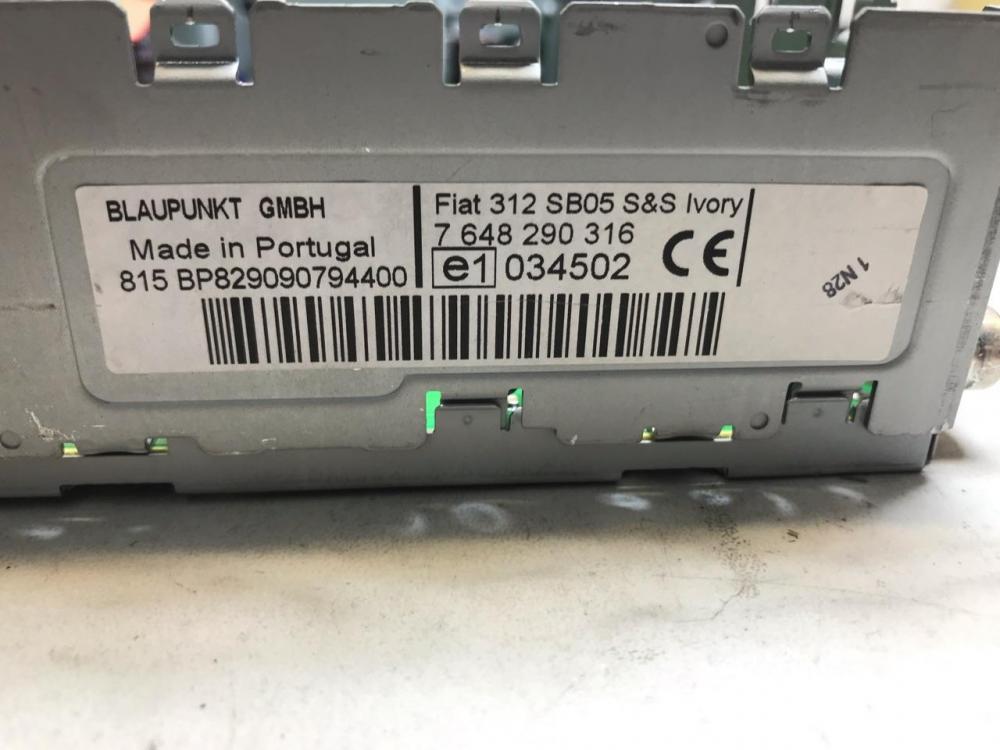 BLAUPUNKT GMBH
Made in Portugal
815 BP829090794400
Fiat 312 SB05 S&S Ivory
7 648 290 316
e1 034502 CE
1 N28